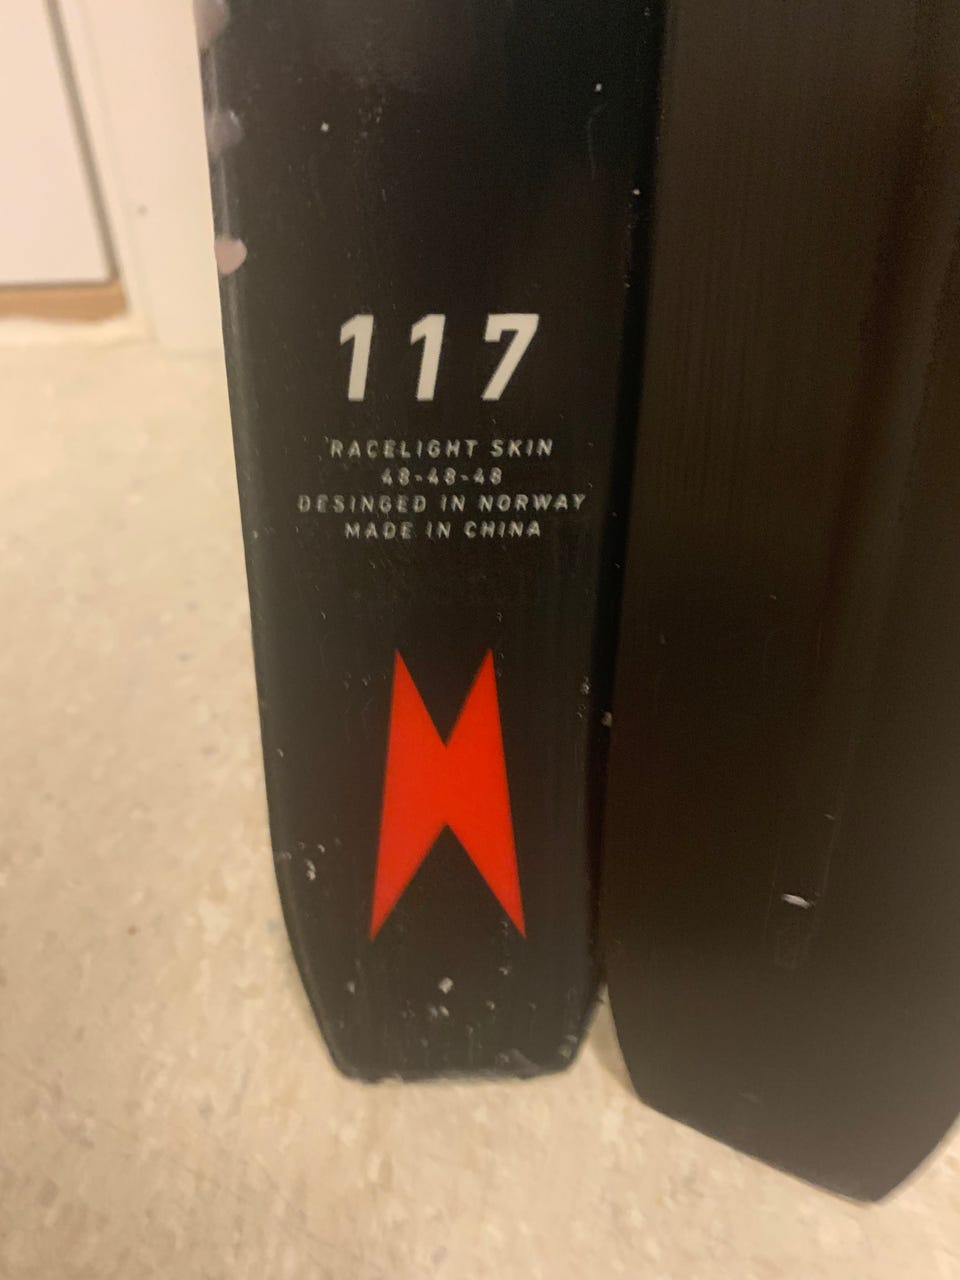 117
RACELIGHT SKIN
48-48-48
DESINGED IN NORWAY
MADE IN CHINA